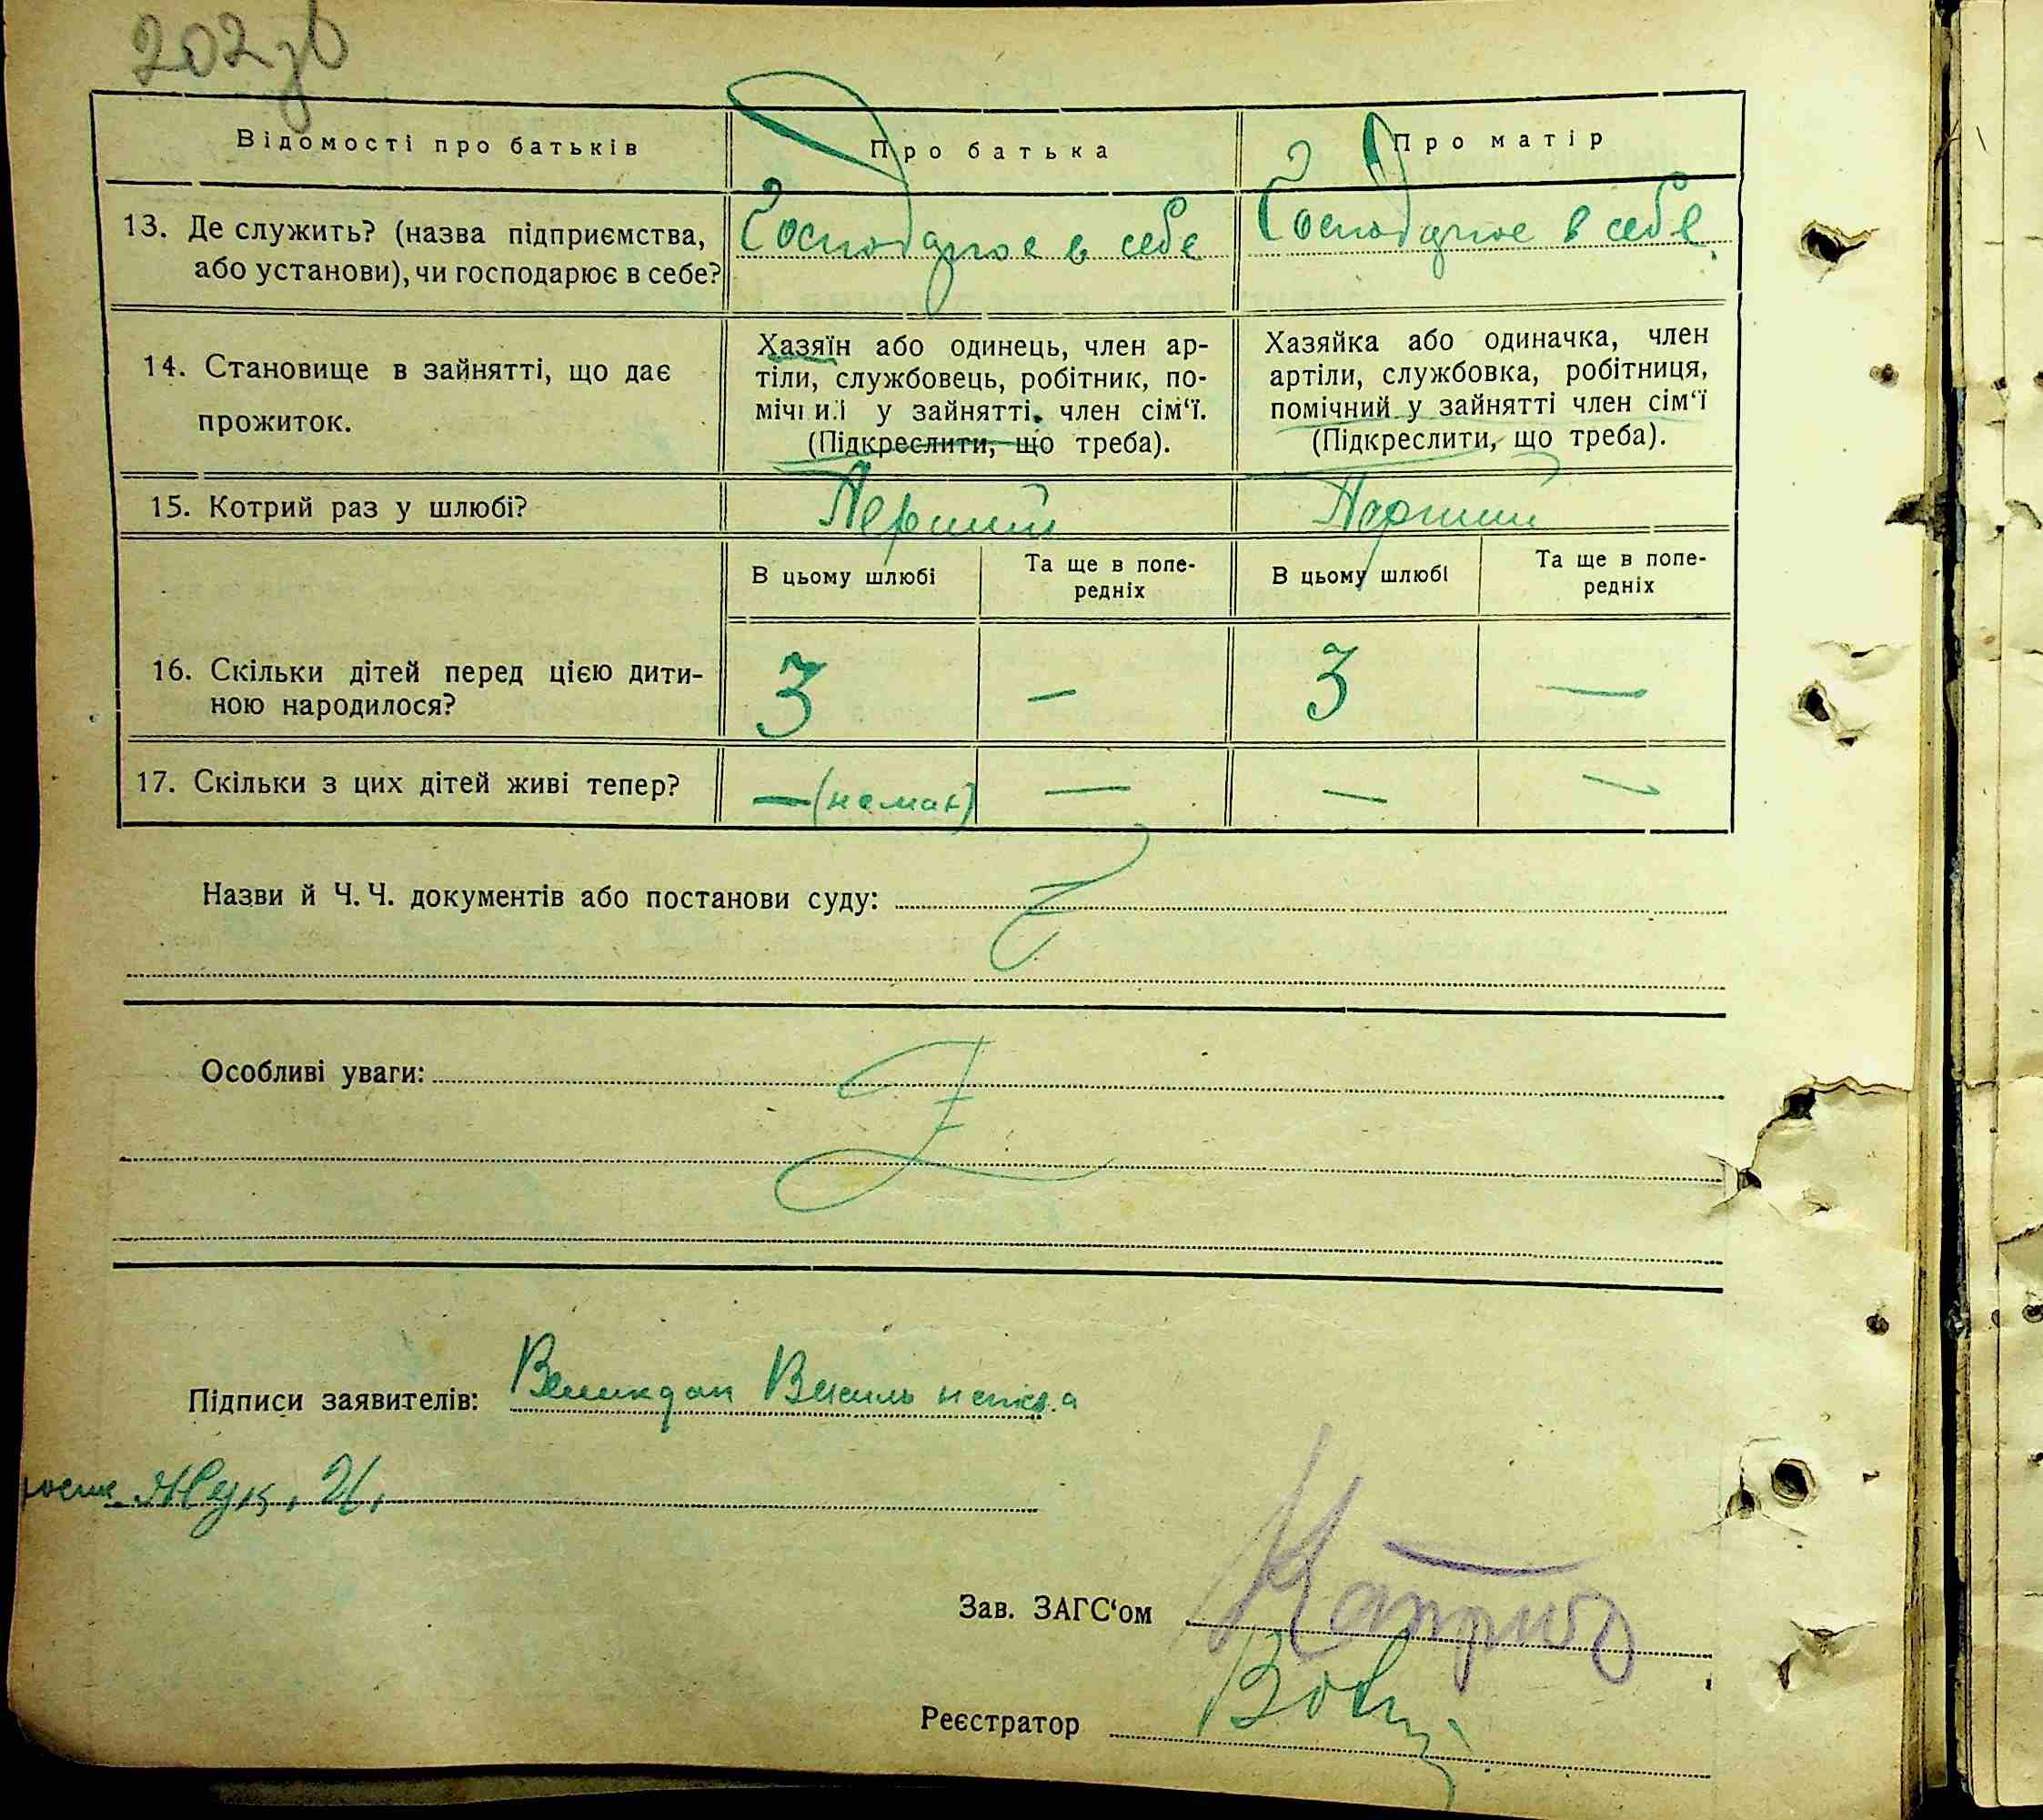 202 зв
Відомості про батьків Про батька Про матір
13. Де служить? (назва підприємства, або установи), чи господарює в себе?
Господарює в себе Господарює в себе.
14. Становище в зайнятті, що дає прожиток.
Хазяїн або одинець, член ар-
тіли, службовець, робітник, по-
мічний у зайнятті, член сім‘ї.
(Підкреслити, що треба).
Хазяйка або одиначка, член
артіли, службовка, робітниця,
помічний у зайнятті член сім‘ї
(Підкреслити, що треба).
15. Котрий раз у шлюбі? Перший Перший
В цьому шлюбі Та ще в попе-
редніх В цьому шлюбі Та ще в попе-
редніх
16. Скільки дітей перед цією дити-
ною народилося? 3 — 3 —
17. Скільки з цих дітей живі тепер? — (немає) — — —
Назви й Ч. Ч. документів або постанови суду:
Особливі уваги:
Підписи заявителів: Великдан Василь
Жук.
Зав. ЗАГС‘ом
Реєстратор